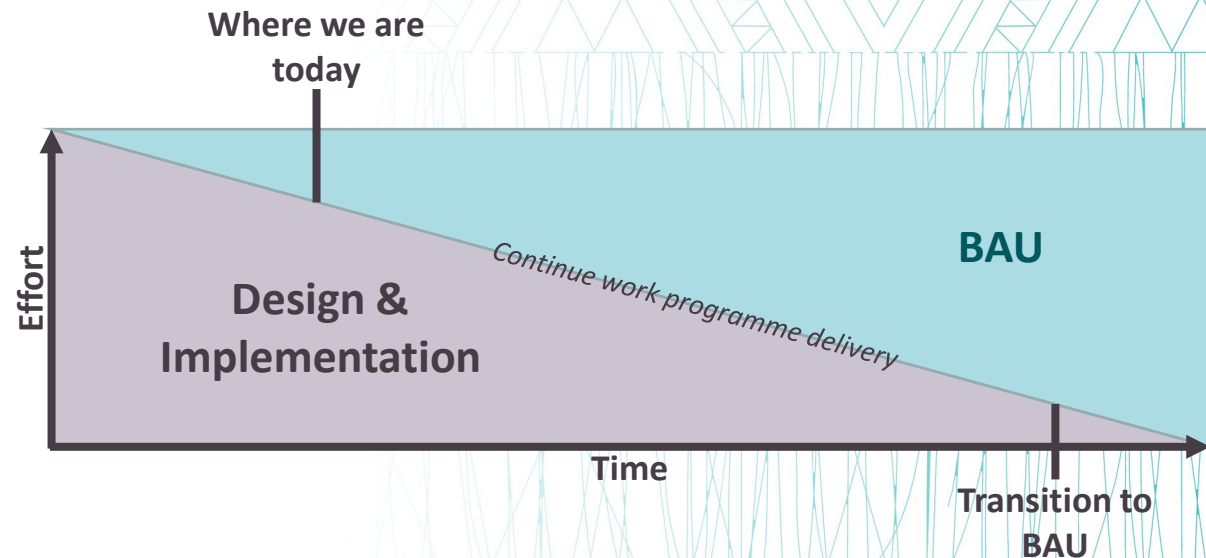 Where we are
today
Effort
Design &
Implementation
Continue work programme delivery
BAU
Time
Transition to
BAU